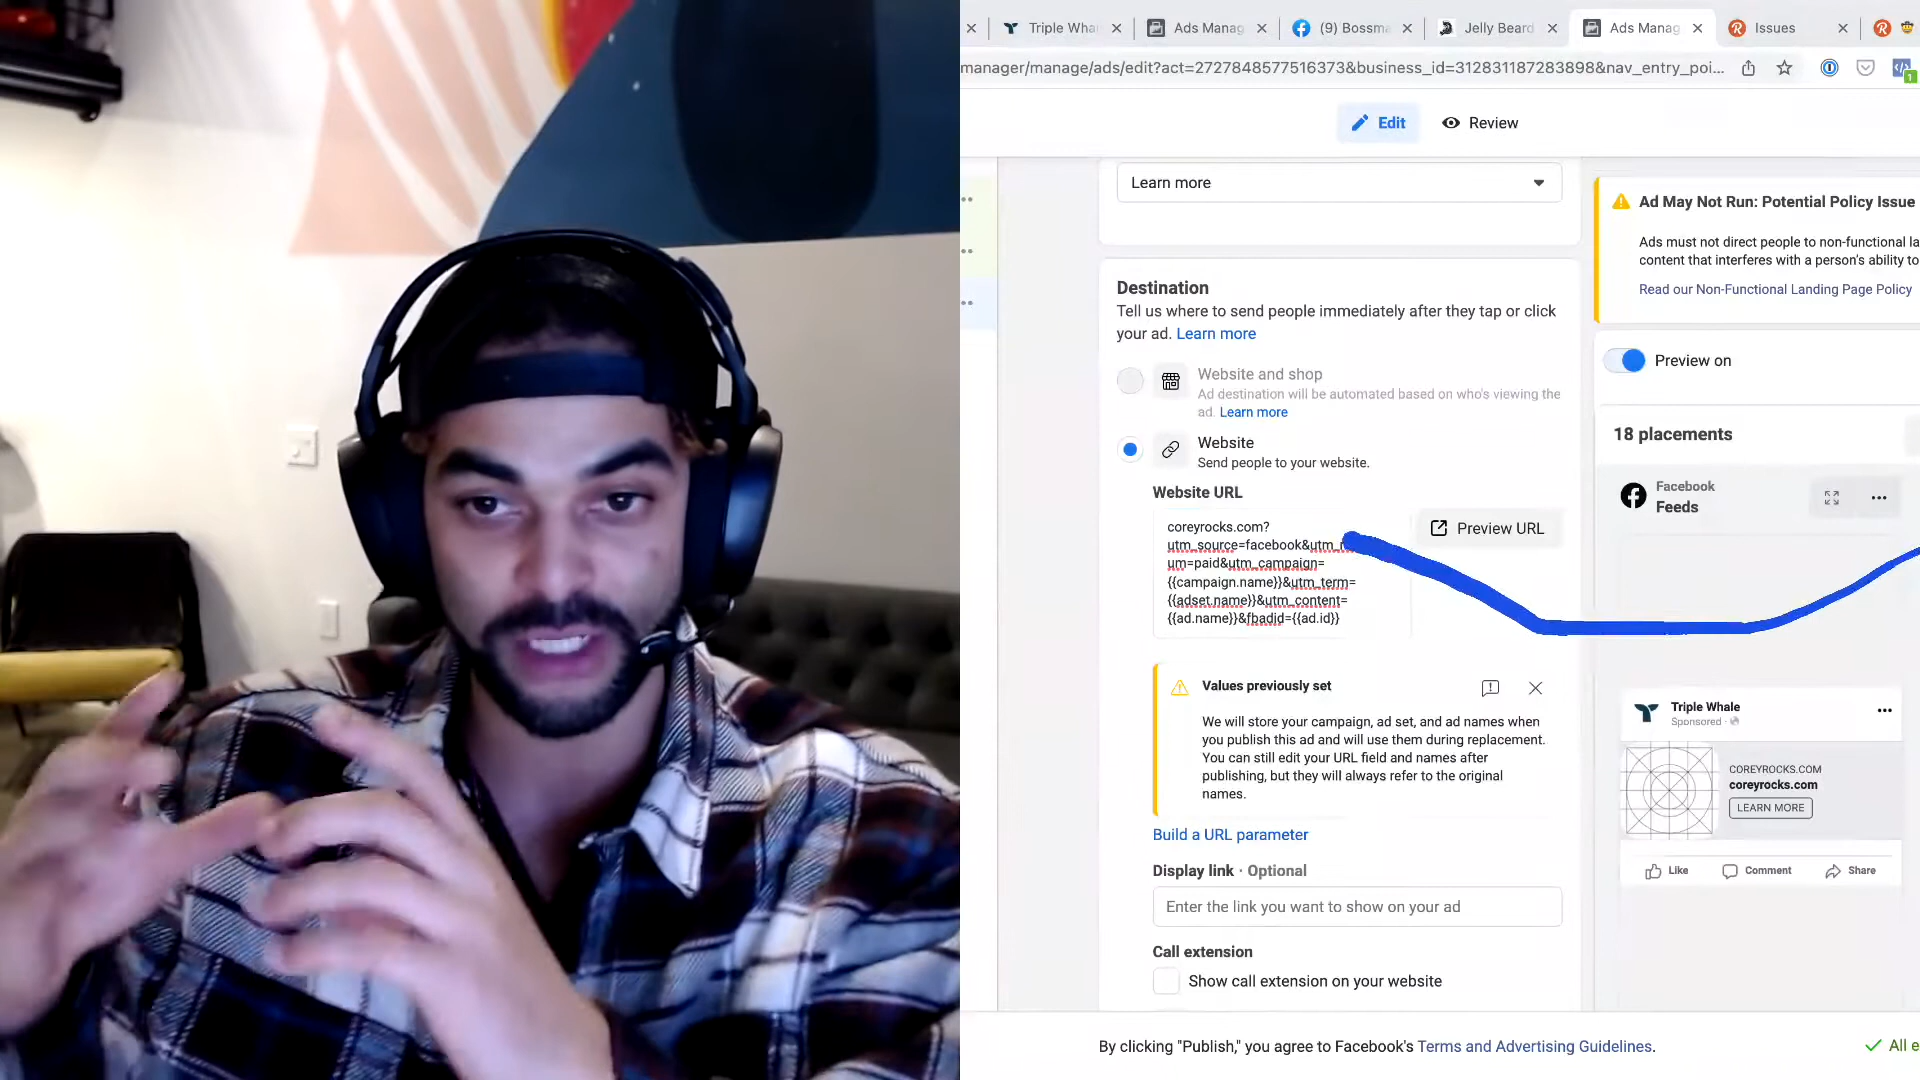 Triple Wha
Ads Manag
(9) Bossma
Jelly Beard
Ads Manag
Issues
manager/manage/ads/edit?act=2727848577516373&business_id=312831187283898&nav_entry_poi...
1
Edit
Review
Learn more
Ad May Not Run: Potential Policy Issue
Ads must not direct people to non-functional la
content that interferes with a person's ability to
Read our Non-Functional Landing Page Policy
Destination
Tell us where to send people immediately after they tap or click
your ad. Learn more
Website and shop
Ad destination will be automated based on who's viewing the
ad. Learn more
Website
Send people to your website.
Website URL
coreyrocks.com?
utm_source=facebook&utm_
um=paid&utm_campaign=
{{campaign.name}}&utm_term=
{{adset.name}}&utm_content=
{{ad.name}}&fbadid={{ad.id}}
Preview URL
Values previously set
We will store your campaign, ad set, and ad names when
you publish this ad and will use them during replacement.
You can still edit your URL field and names after
publishing, but they will always refer to the original
names.
Build a URL parameter
Display link · Optional
Enter the link you want to show on your ad
Call extension
Show call extension on your website
Preview on
18 placements
Facebook
Feeds
Triple Whale
Sponsored ·
COREYROCKS.COM
coreyrocks.com
LEARN MORE
Like
Comment
Share
By clicking "Publish," you agree to Facebook's Terms and Advertising Guidelines.
All e